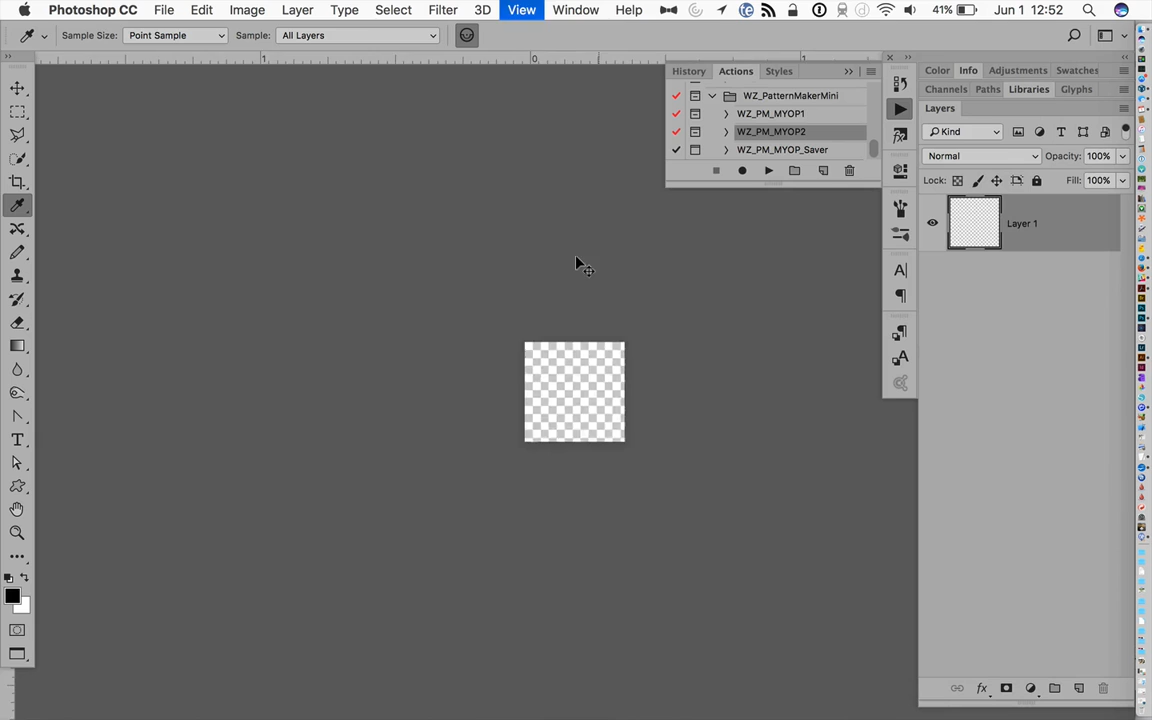 Photoshop CC File Edit Image Layer Type Select Filter 3D View Window Help 41% Jun 1 12:52
Sample Size: Point Sample Sample: All Layers
1 0 1
History Actions Styles
WZ_PatternMakerMini
WZ_PM_MYOP1
WZ_PM_MYOP2
WZ_PM_MYOP_Saver
Color Info Adjustments Swatches
Channels Paths Libraries Glyphs
Layers
Kind
Normal Opacity: 100%
Lock: Fill: 100%
Layer 1